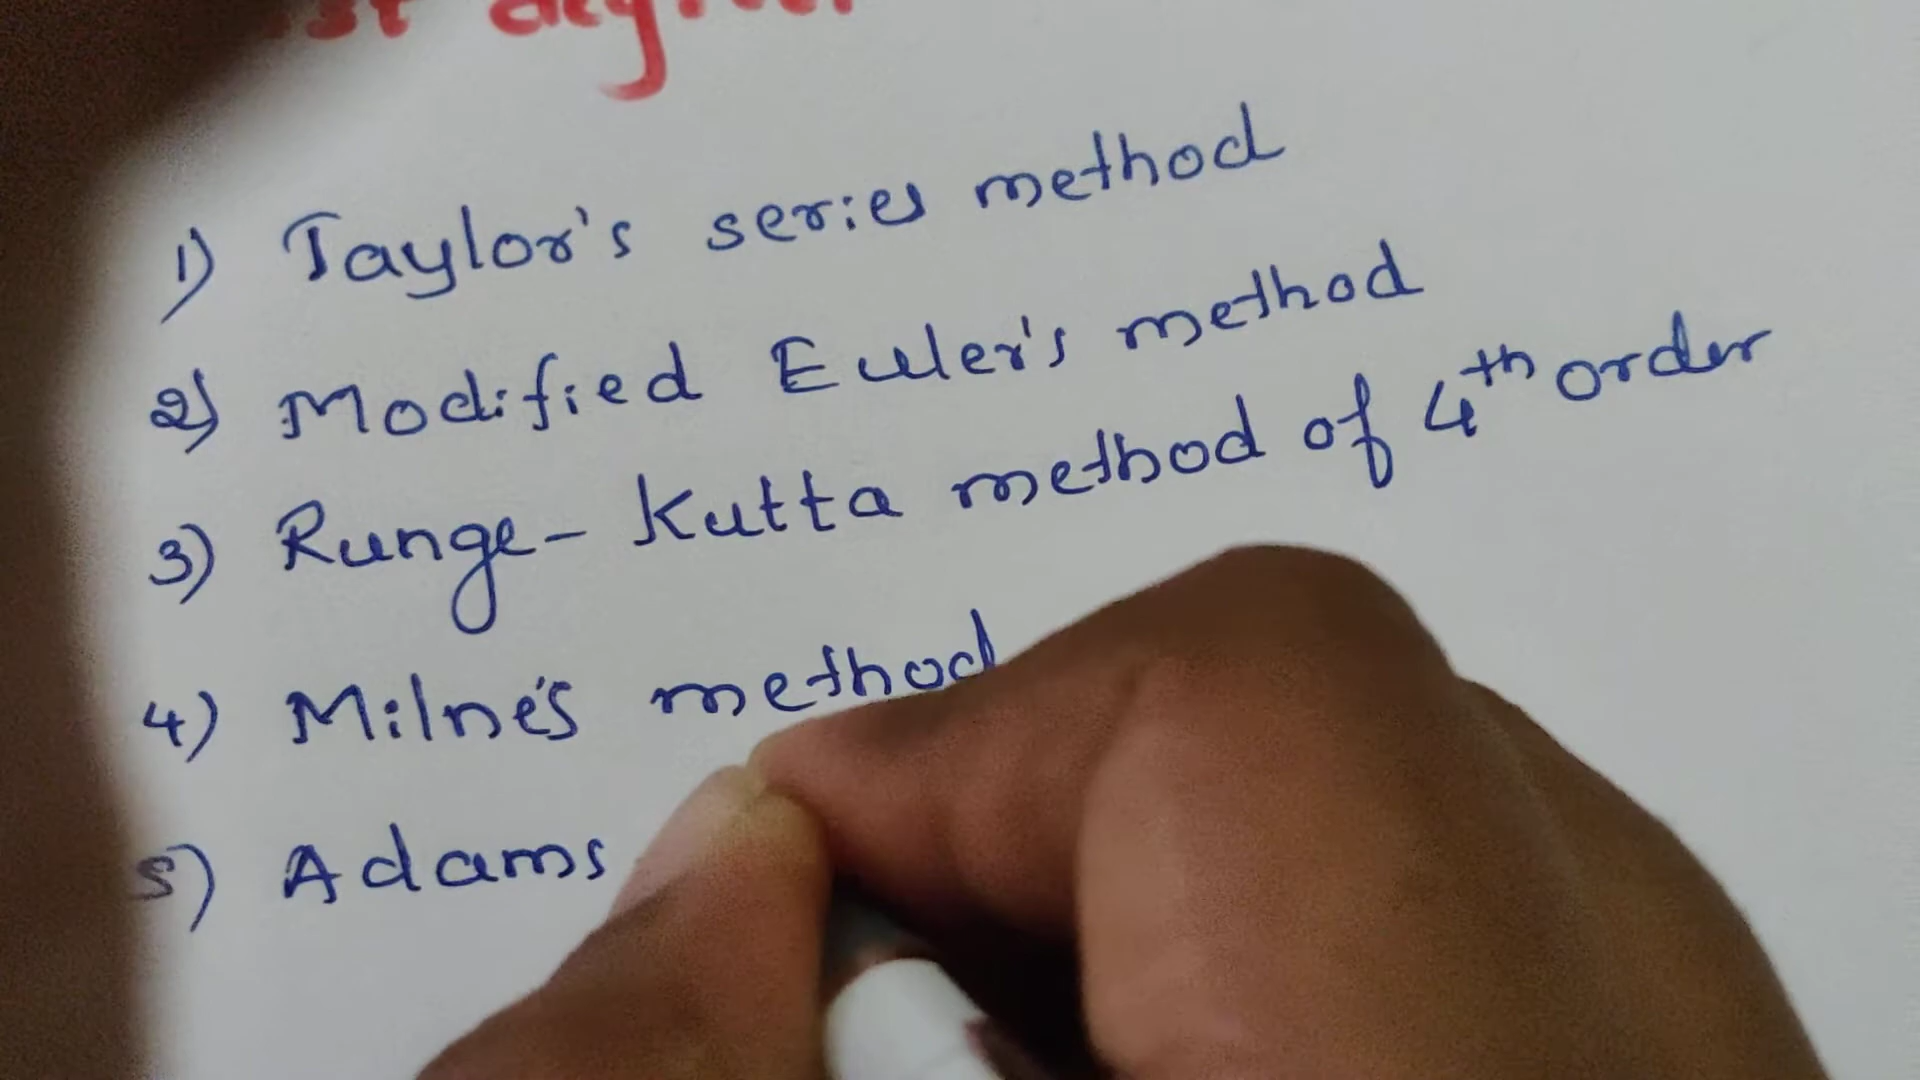 1) Taylor's series method
2) Modified Euler's method
3) Runge-Kutta method of 4th order
4) Milne's method
5) Adams